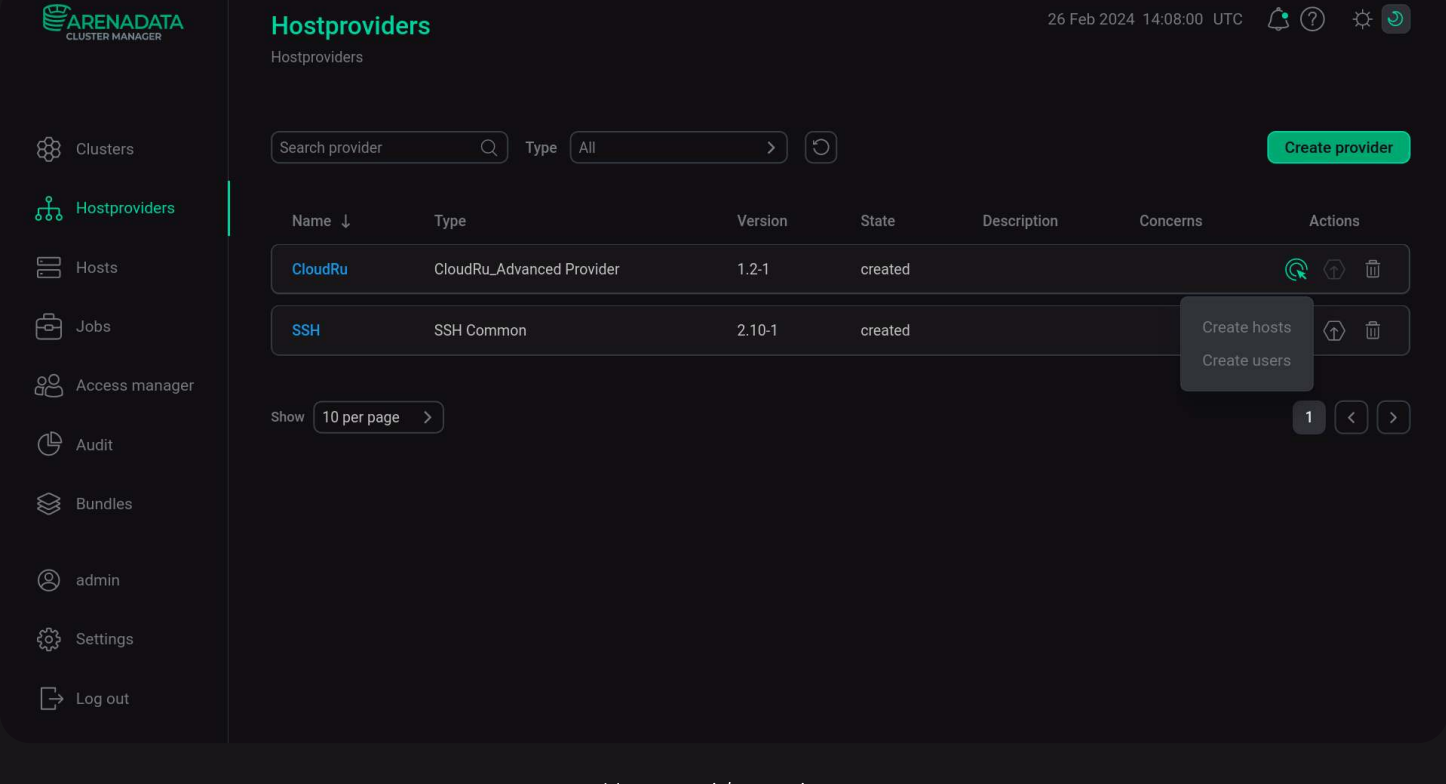 ARENADATA
CLUSTER MANAGER
Hostproviders
26 Feb 2024 14:08:00 UTC
Hostproviders
Clusters
Hostproviders
Hosts
Jobs
Access manager
Audit
Bundles
admin
Settings
Log out
Search provider
Type
All
Create provider
Name ↓ Type Version State Description Concerns Actions
CloudRu CloudRu_Advanced Provider 1.2-1 created
SSH SSH Common 2.10-1 created
Create hosts
Create users
Show 10 per page
1